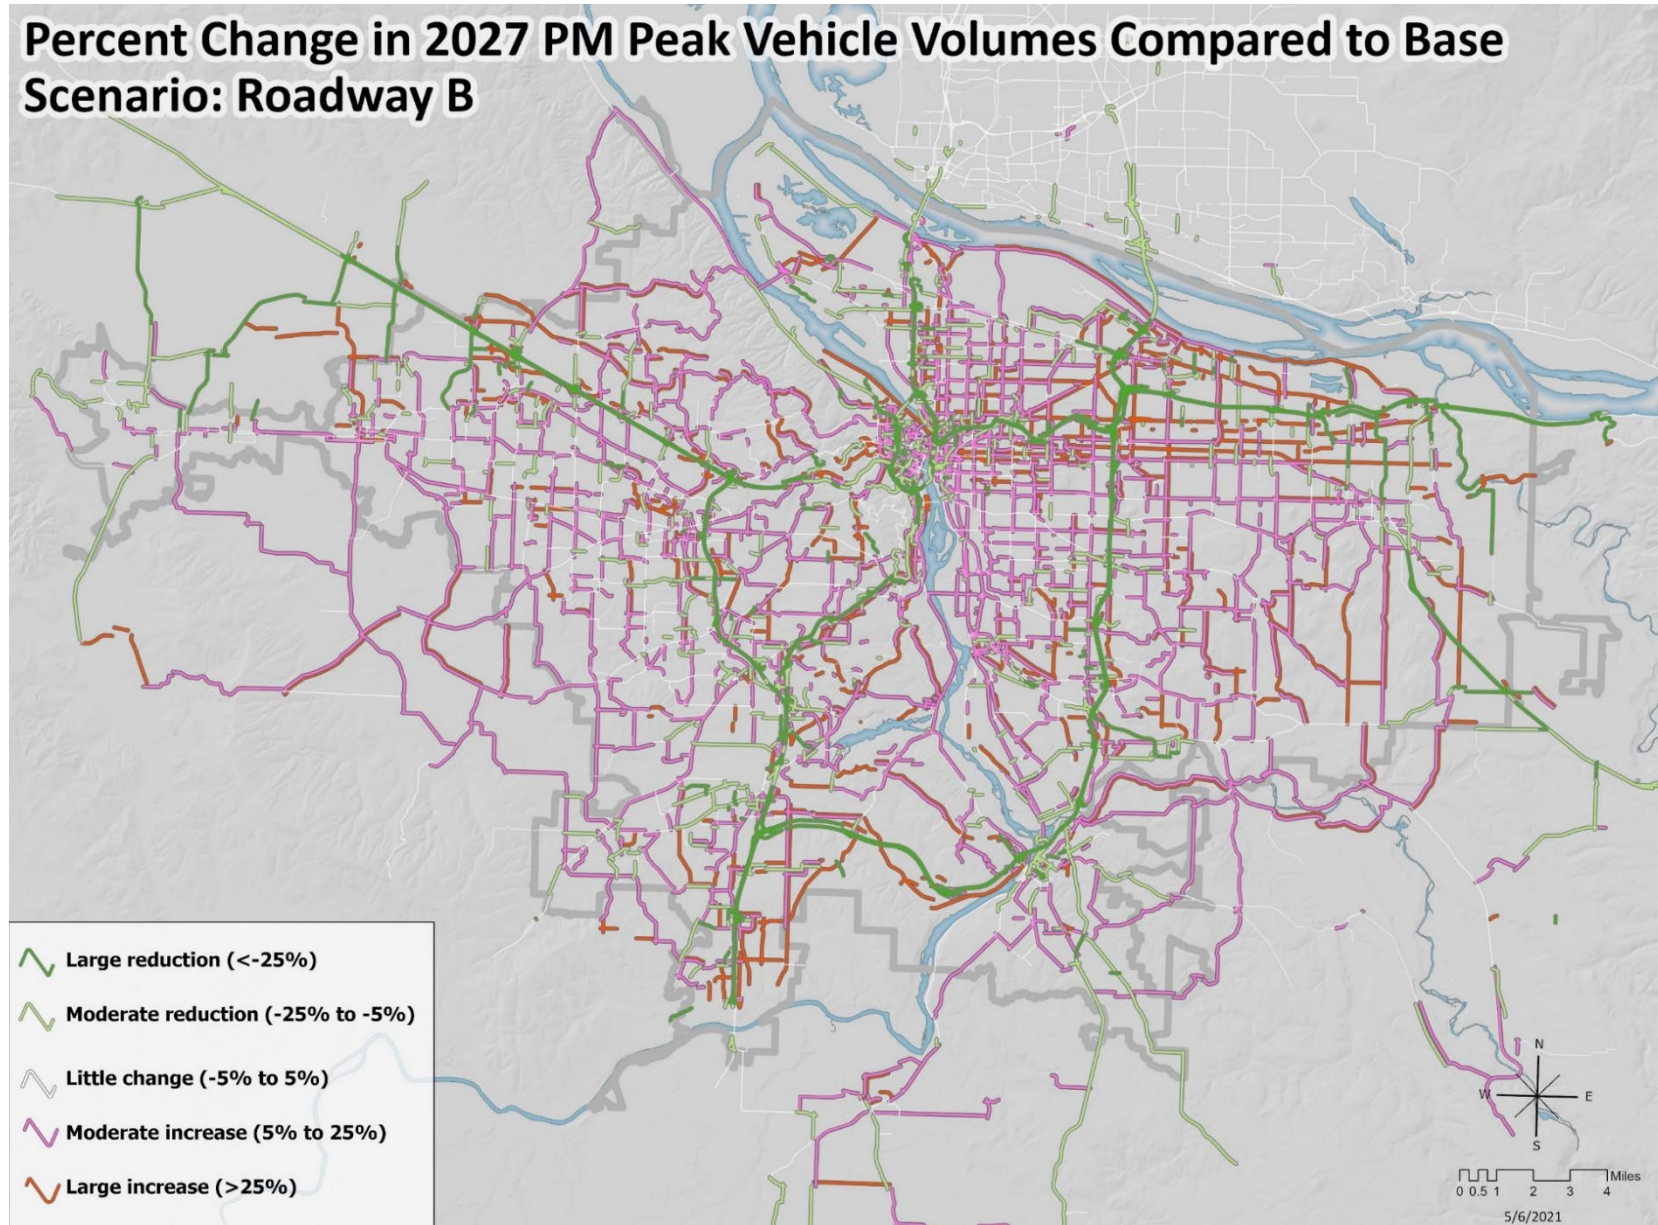 Percent Change in 2027 PM Peak Vehicle Volumes Compared to Base
Scenario: Roadway B
Large reduction (<-25%)
Moderate reduction (-25% to -5%)
Little change (-5% to 5%)
Moderate increase (5% to 25%)
Large increase (>25%)
N
W
E
S
Miles
0 0.5 1 2 3 4
5/6/2021